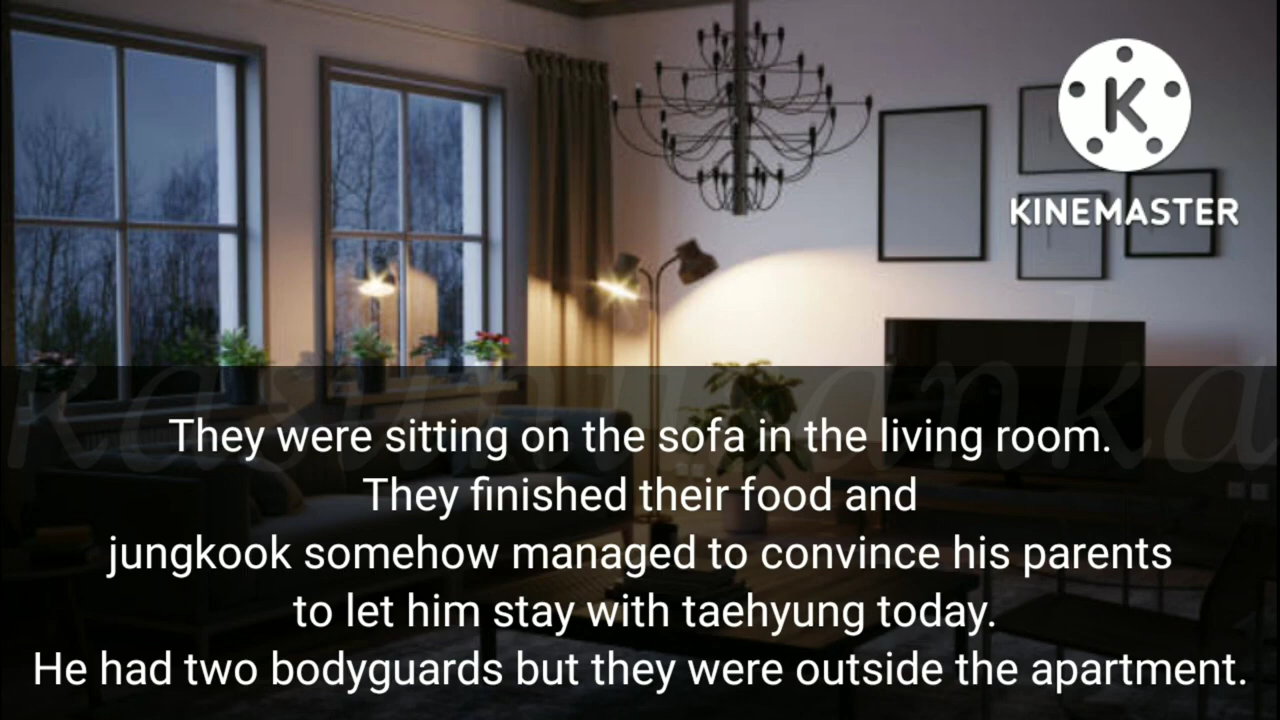 K
KINEMASTER
They were sitting on the sofa in the living room.
They finished their food and
jungkook somehow managed to convince his parents
to let him stay with taehyung today.
He had two bodyguards but they were outside the apartment.